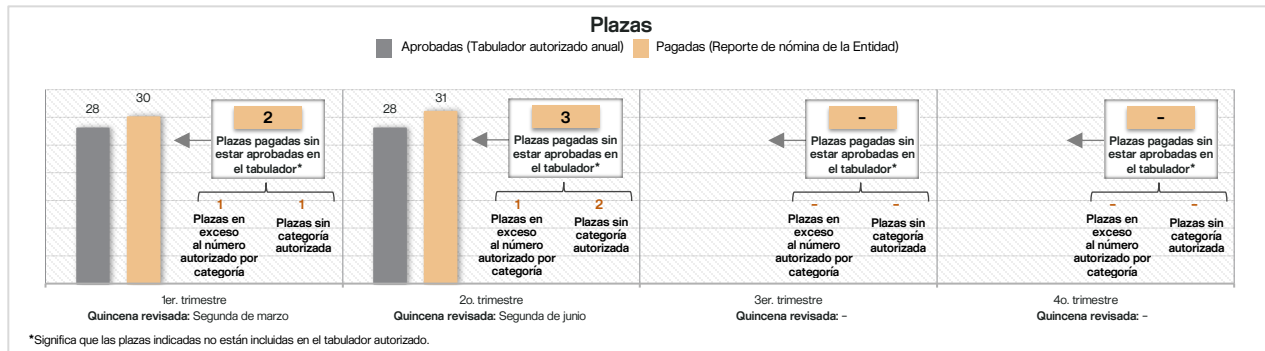 Plazas
Aprobadas (Tabulador autorizado anual)
Pagadas (Reporte de nómina de la Entidad)
28
30
2
Plazas pagadas sin
estar aprobadas en
el tabulador*
1
Plazas en
exceso
al número
autorizado por
categoría
1
Plazas sin
categoría
autorizada
28
31
3
Plazas pagadas sin
estar aprobadas en
el tabulador*
1
Plazas en
exceso
al número
autorizado por
categoría
2
Plazas sin
categoría
autorizada
-
Plazas pagadas sin
estar aprobadas en
el tabulador*
-
Plazas en
exceso
al número
autorizado por
categoría
-
Plazas sin
categoría
autorizada
-
Plazas pagadas sin
estar aprobadas en
el tabulador*
-
Plazas en
exceso
al número
autorizado por
categoría
-
Plazas sin
categoría
autorizada
1er. trimestre
Quincena revisada: Segunda de marzo
2o. trimestre
Quincena revisada: Segunda de junio
3er. trimestre
Quincena revisada: -
4o. trimestre
Quincena revisada: -
*Significa que las plazas indicadas no están incluidas en el tabulador autorizado.